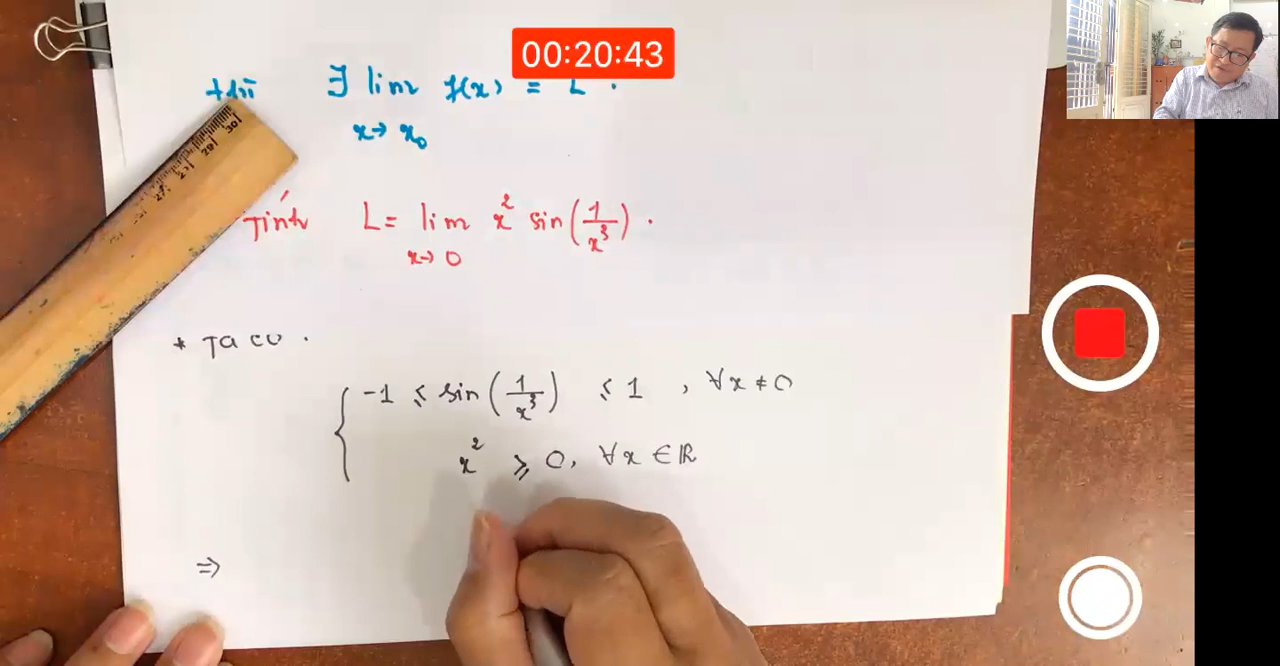 00:20:43
∃ lim f(x) = L .
x→ x₀
Tính L = lim x² sin(1/x³) .
x→ 0
* Ta có .
-1 ≤ sin(1/x³) ≤ 1 , ∀x ≠ 0
x² ≥ 0, ∀x ∈ ℝ
⇒